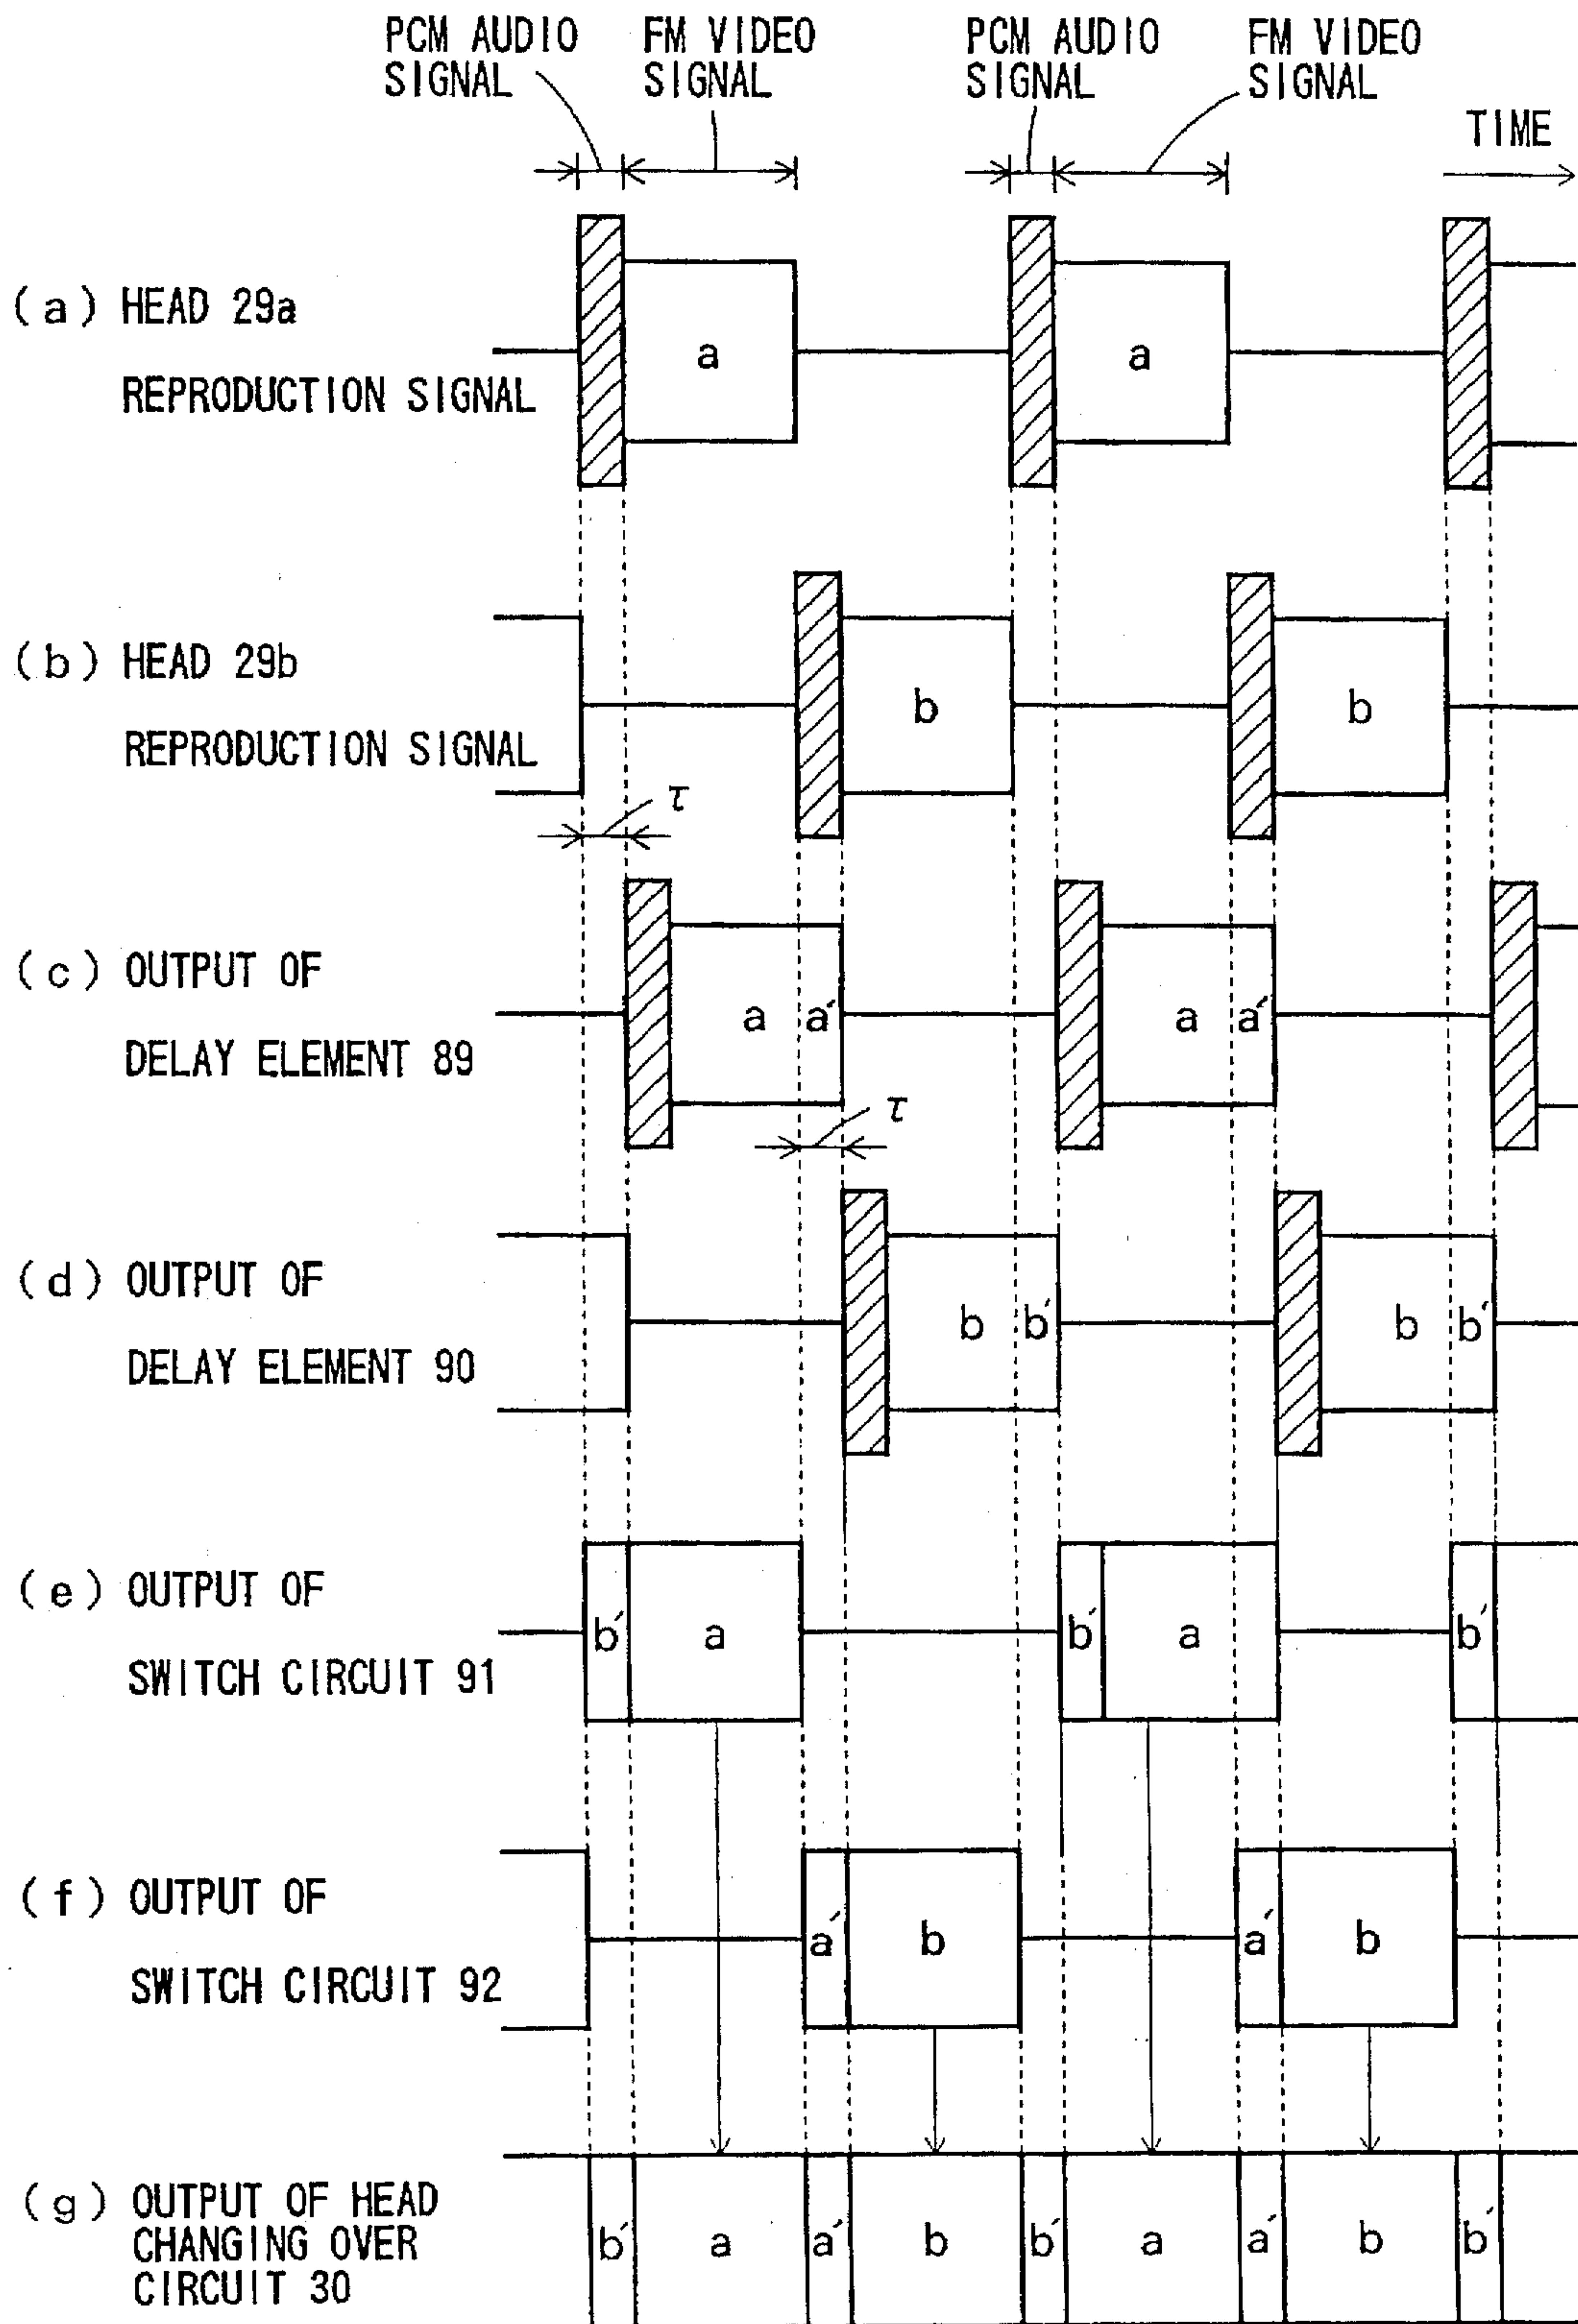 PCM AUDIO SIGNAL
FM VIDEO SIGNAL
PCM AUDIO SIGNAL
FM VIDEO SIGNAL
TIME
(a) HEAD 29a
REPRODUCTION SIGNAL
a
a
(b) HEAD 29b
REPRODUCTION SIGNAL
b
b
τ
(c) OUTPUT OF
DELAY ELEMENT 89
a a′
a a′
τ
(d) OUTPUT OF
DELAY ELEMENT 90
b b′
b b′
(e) OUTPUT OF
SWITCH CIRCUIT 91
b′ a
b′ a
b′
(f) OUTPUT OF
SWITCH CIRCUIT 92
a′ b
a′ b
(g) OUTPUT OF HEAD
CHANGING OVER
CIRCUIT 30
b′ a a′ b b′ a a′ b b′